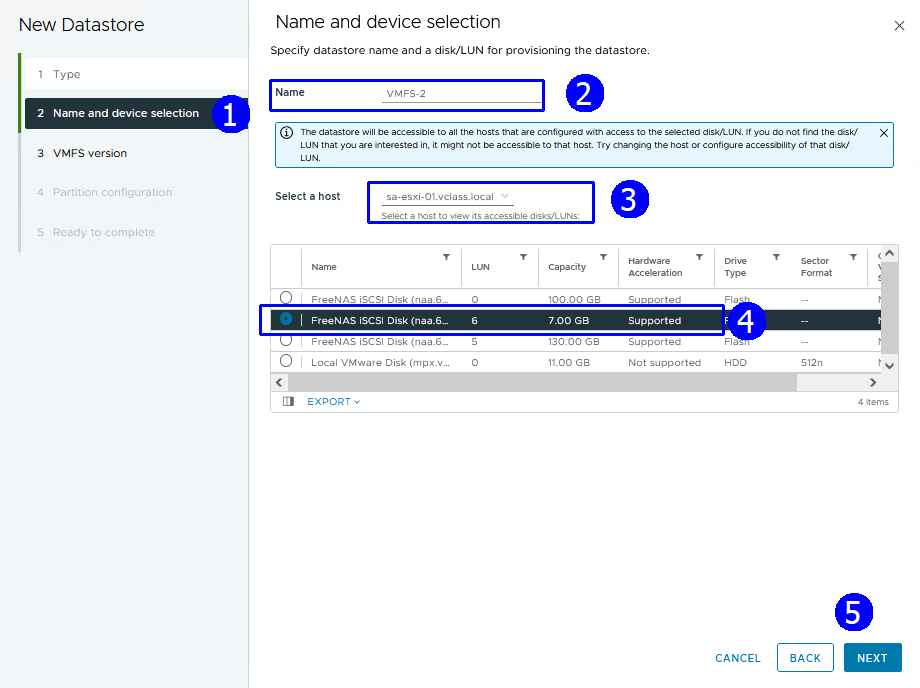 New Datastore
1 Type
2 Name and device selection
1
3 VMFS version
4 Partition configuration
5 Ready to complete
Name and device selection
Specify datastore name and a disk/LUN for provisioning the datastore.
Name VMFS-2
2
The datastore will be accessible to all the hosts that are configured with access to the selected disk/LUN. If you do not find the disk/
LUN that you are interested in, it might not be accessible to that host. Try changing the host or configure accessibility of that disk/
LUN.
Select a host sa-esxi-01.vclass.local
Select a host to view its accessible disks/LUNs:
3
Name LUN Capacity Hardware Acceleration Drive Type Sector Format
FreeNAS iSCSI Disk (naa.6... 0 100.00 GB Supported Flash --
FreeNAS iSCSI Disk (naa.6... 6 7.00 GB Supported --
4
FreeNAS iSCSI Disk (naa.6... 5 130.00 GB Supported Flash --
Local VMware Disk (mpx.v... 0 11.00 GB Not supported HDD 512n
EXPORT 4 items
5
CANCEL BACK NEXT